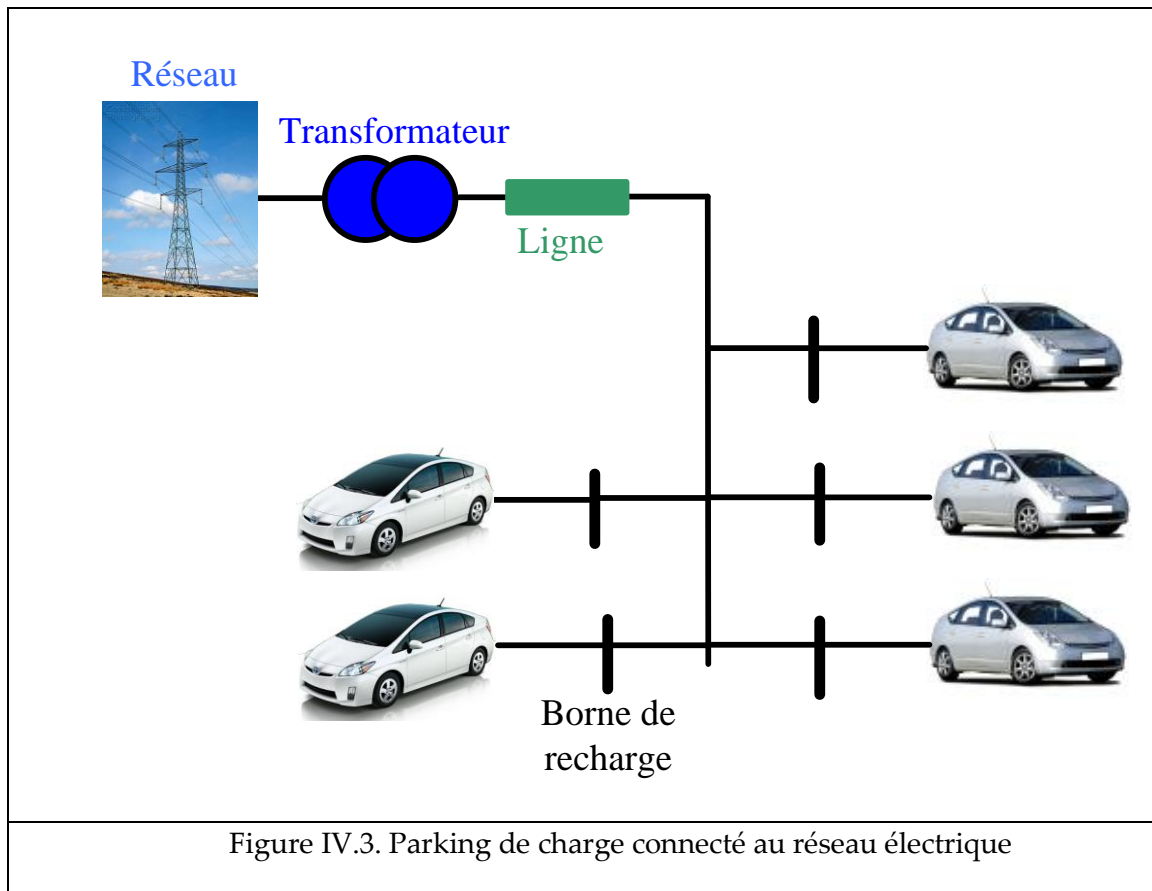 Réseau
Transformateur
Ligne
Borne de
recharge
Figure IV.3. Parking de charge connecté au réseau électrique